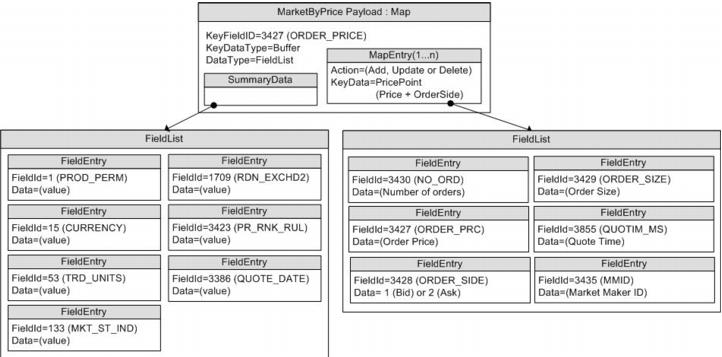 MarketByPrice Payload : Map
KeyFieldID=3427 (ORDER_PRICE)
KeyDataType=Buffer
DataType=FieldList
SummaryData
MapEntry(1...n)
Action=(Add, Update or Delete)
KeyData=PricePoint
(Price + OrderSide)
FieldList
FieldEntry
FieldId=1 (PROD_PERM)
Data=(value)
FieldEntry
FieldId=1709 (RDN_EXCHD2)
Data=(value)
FieldEntry
FieldId=15 (CURRENCY)
Data=(value)
FieldEntry
FieldId=3423 (PR_RNK_RUL)
Data=(value)
FieldEntry
FieldId=53 (TRD_UNITS)
Data=(value)
FieldEntry
FieldId=3386 (QUOTE_DATE)
Data=(value)
FieldEntry
FieldId=133 (MKT_ST_IND)
Data=(value)
FieldList
FieldEntry
FieldId=3430 (NO_ORD)
Data=(Number of orders)
FieldEntry
FieldId=3429 (ORDER_SIZE)
Data=(Order Size)
FieldEntry
FieldId=3427 (ORDER_PRC)
Data=(Order Price)
FieldEntry
FieldId=3855 (QUOTIM_MS)
Data=(Quote Time)
FieldEntry
FieldId=3428 (ORDER_SIDE)
Data= 1 (Bid) or 2 (Ask)
FieldEntry
FieldId=3435 (MMID)
Data=(Market Maker ID)